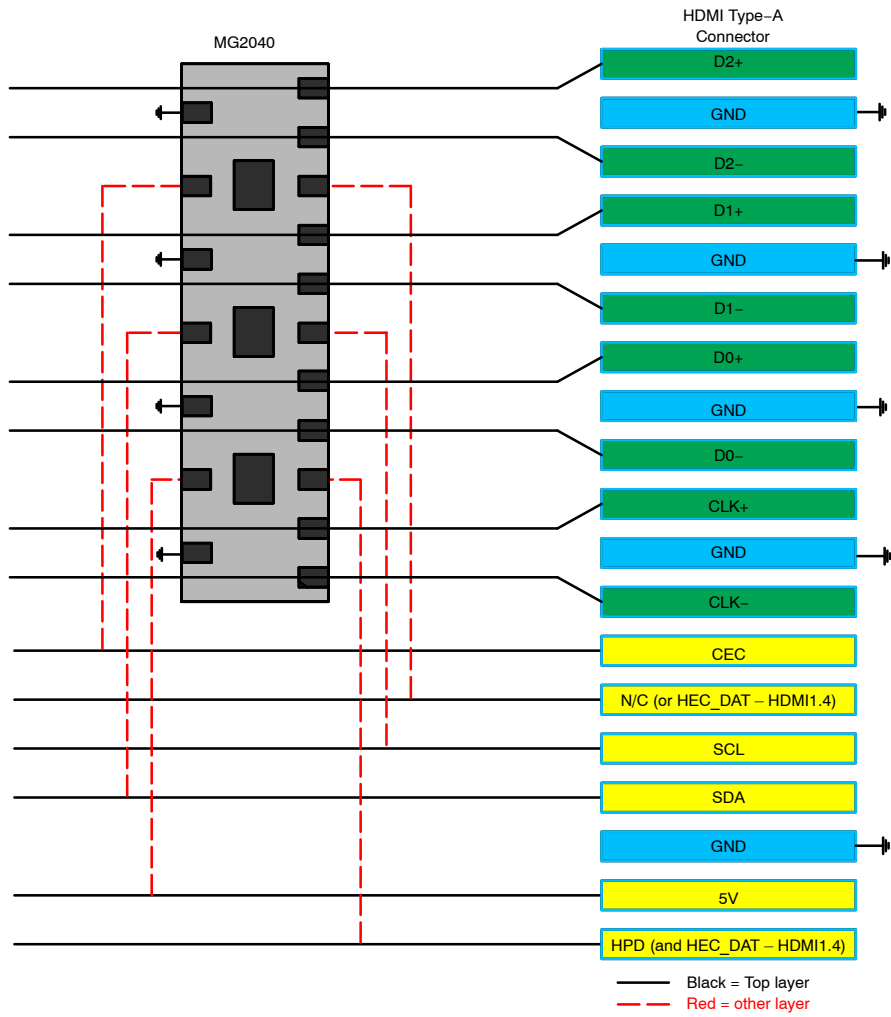 HDMI Type−A
Connector
MG2040
D2+
GND
D2−
D1+
GND
D1−
D0+
GND
D0−
CLK+
GND
CLK−
CEC
N/C (or HEC_DAT − HDMI1.4)
SCL
SDA
GND
5V
HPD (and HEC_DAT − HDMI1.4)
Black = Top layer
Red = other layer